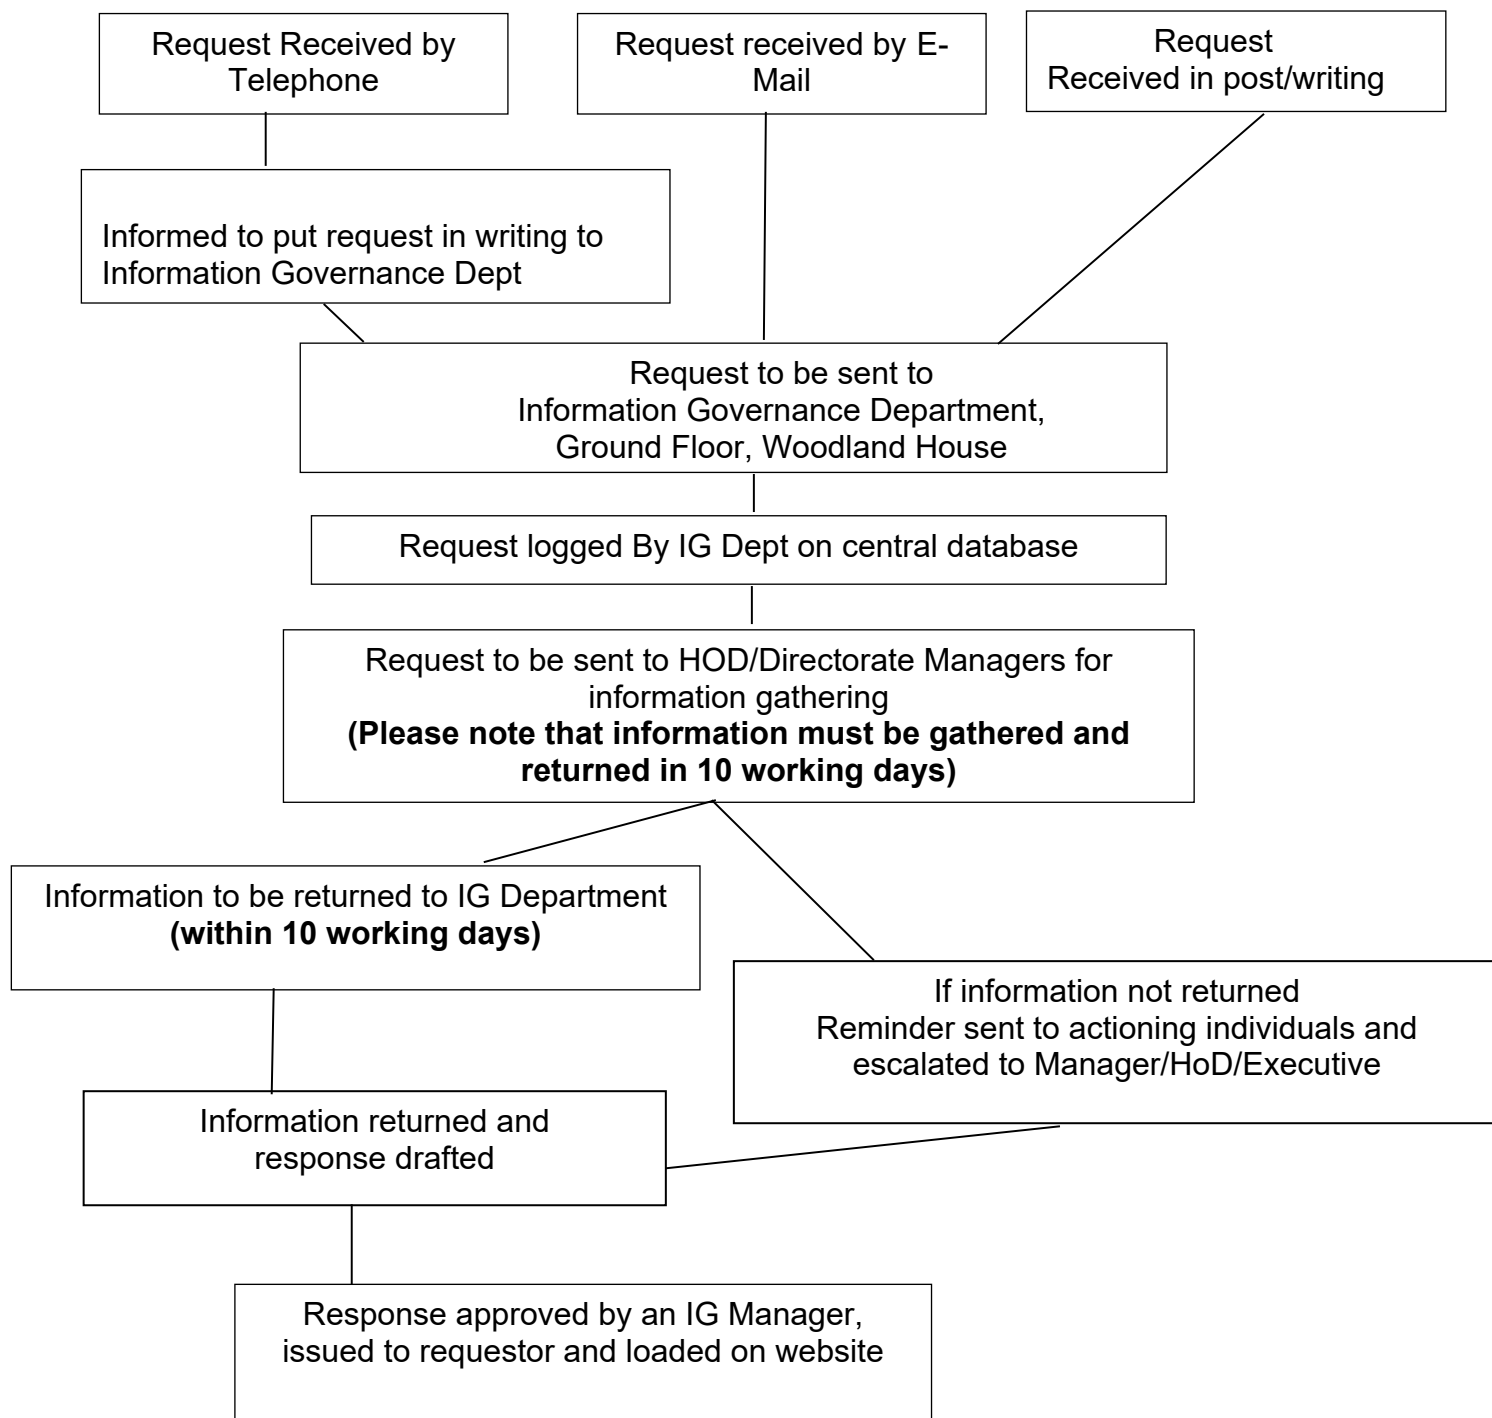 Request Received by
Telephone
Request received by E-
Mail
Request
Received in post/writing
Informed to put request in writing to
Information Governance Dept
Request to be sent to
Information Governance Department,
Ground Floor, Woodland House
Request logged By IG Dept on central database
Request to be sent to HOD/Directorate Managers for
information gathering
(Please note that information must be gathered and
returned in 10 working days)
Information to be returned to IG Department
(within 10 working days)
If information not returned
Reminder sent to actioning individuals and
escalated to Manager/HoD/Executive
Information returned and
response drafted
Response approved by an IG Manager,
issued to requestor and loaded on website